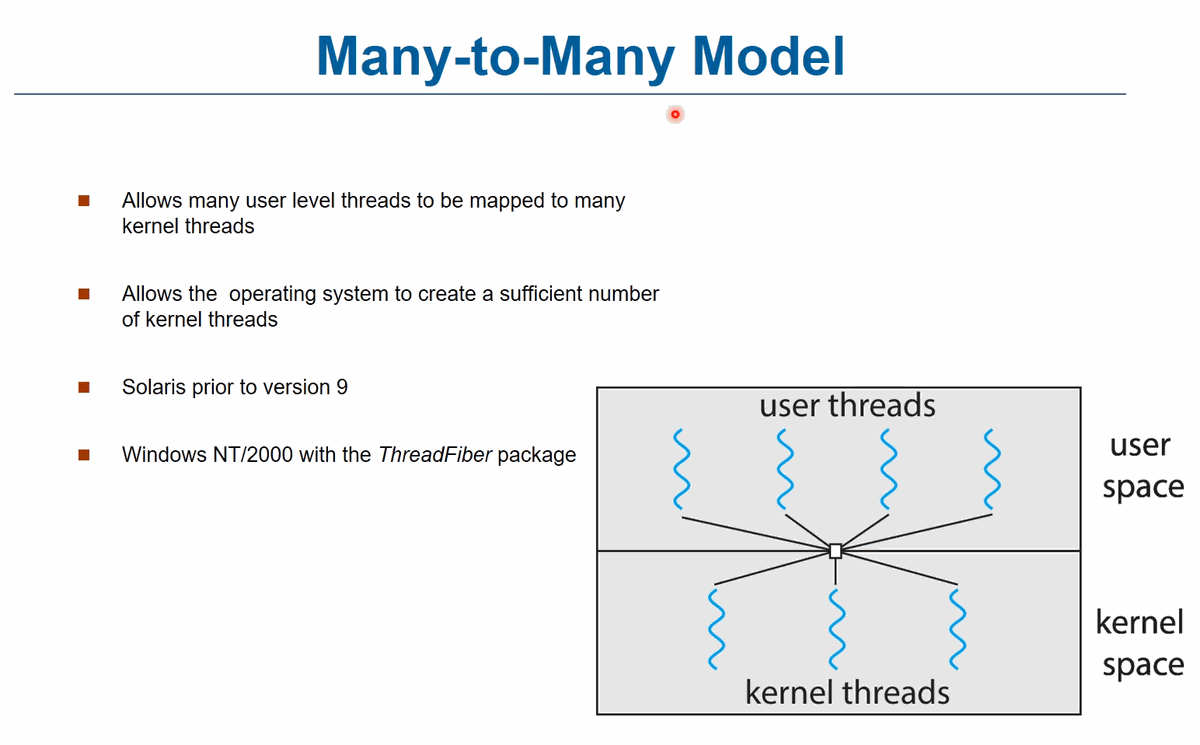 Many-to-Many Model
Allows many user level threads to be mapped to many
kernel threads
Allows the operating system to create a sufficient number
of kernel threads
Solaris prior to version 9
Windows NT/2000 with the ThreadFiber package
user threads
user
space
kernel
space
kernel threads